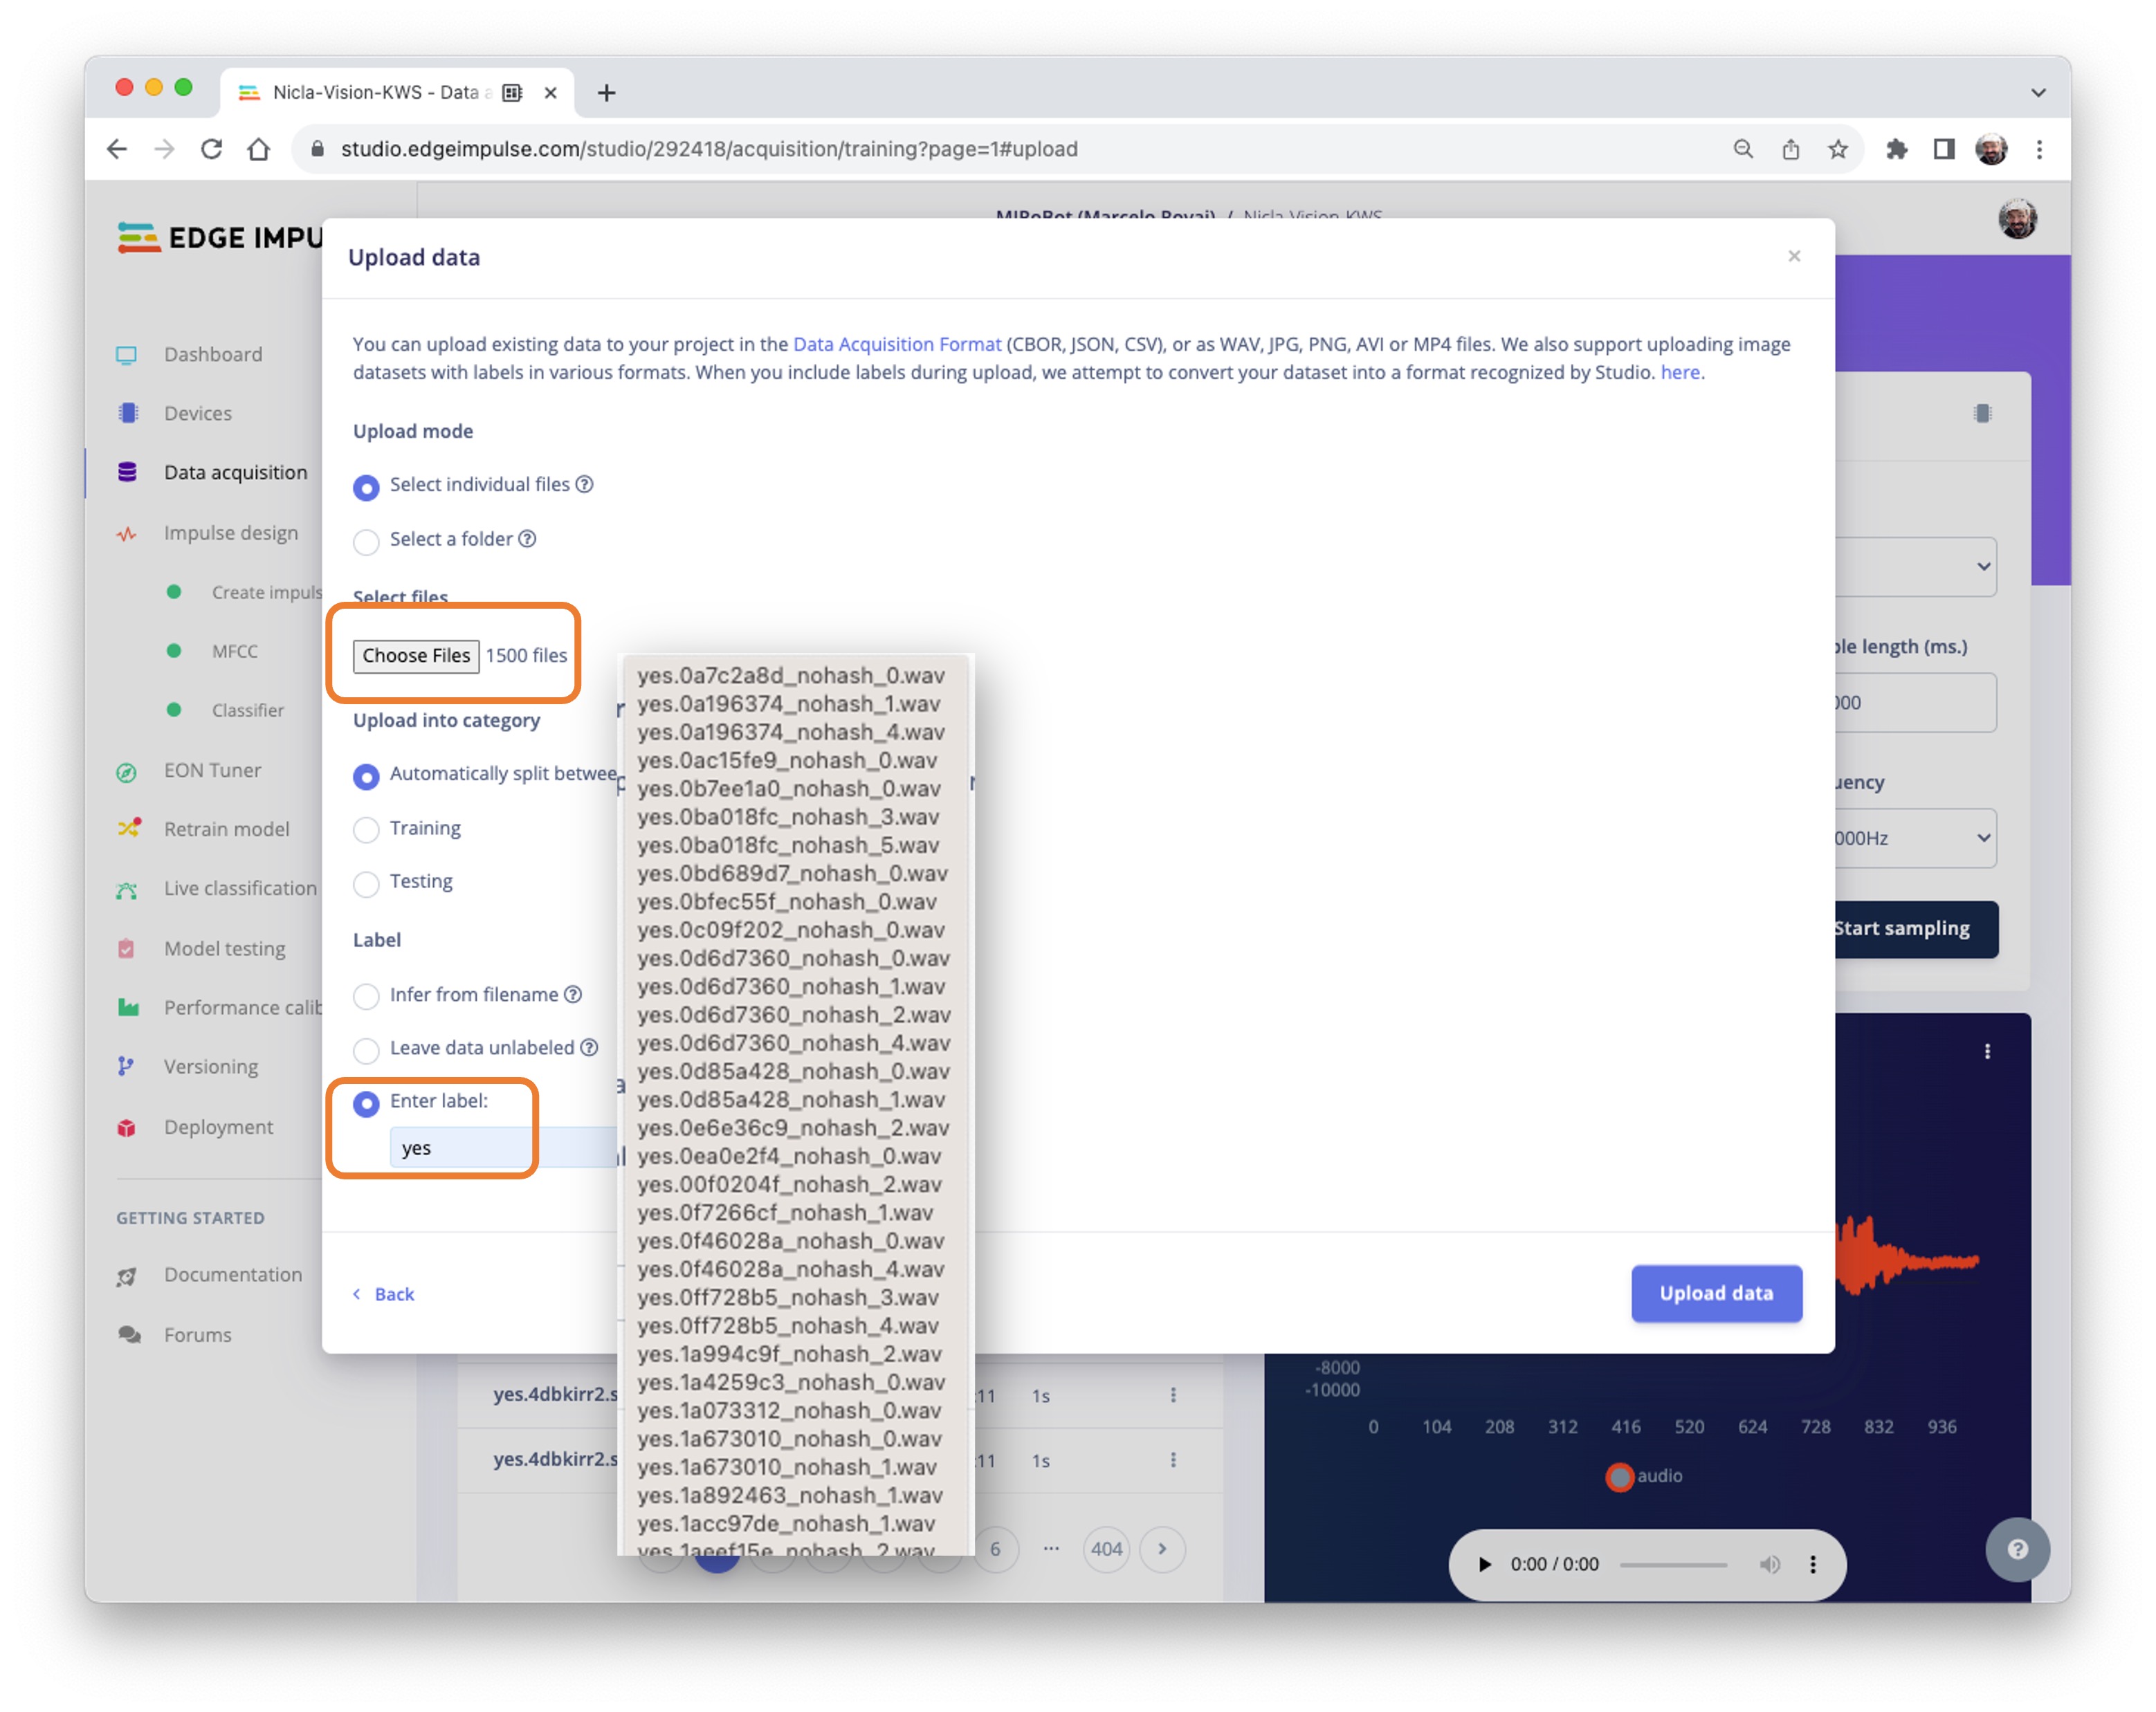 Nicla-Vision-KWS - Data a
studio.edgeimpulse.com/studio/292418/acquisition/training?page=1#upload
EDGE IMPU
MJRoBot (Marcelo Rovai) / Nicla-Vision-KWS
Dashboard
Devices
Data acquisition
Impulse design
Create impuls
MFCC
Classifier
EON Tuner
Retrain model
Live classification
Model testing
Performance calib
Versioning
Deployment
GETTING STARTED
Documentation
Forums
Upload data
You can upload existing data to your project in the Data Acquisition Format (CBOR, JSON, CSV), or as WAV, JPG, PNG, AVI or MP4 files. We also support uploading image
datasets with labels in various formats. When you include labels during upload, we attempt to convert your dataset into a format recognized by Studio. here.
Upload mode
Select individual files
Select a folder
Select files
Choose Files 1500 files
Upload into category
Automatically split betwee
Training
Testing
Label
Infer from filename
Leave data unlabeled
Enter label:
yes
Back
Upload data
yes.0a7c2a8d_nohash_0.wav
yes.0a196374_nohash_1.wav
yes.0a196374_nohash_4.wav
yes.0ac15fe9_nohash_0.wav
yes.0b7ee1a0_nohash_0.wav
yes.0ba018fc_nohash_3.wav
yes.0ba018fc_nohash_5.wav
yes.0bd689d7_nohash_0.wav
yes.0bfec55f_nohash_0.wav
yes.0c09f202_nohash_0.wav
yes.0d6d7360_nohash_0.wav
yes.0d6d7360_nohash_1.wav
yes.0d6d7360_nohash_2.wav
yes.0d6d7360_nohash_4.wav
yes.0d85a428_nohash_0.wav
yes.0d85a428_nohash_1.wav
yes.0e6e36c9_nohash_2.wav
yes.0ea0e2f4_nohash_0.wav
yes.00f0204f_nohash_2.wav
yes.0f7266cf_nohash_1.wav
yes.0f46028a_nohash_0.wav
yes.0f46028a_nohash_4.wav
yes.0ff728b5_nohash_3.wav
yes.0ff728b5_nohash_4.wav
yes.1a994c9f_nohash_2.wav
yes.1a4259c3_nohash_0.wav
yes.1a073312_nohash_0.wav
yes.1a673010_nohash_0.wav
yes.1a673010_nohash_1.wav
yes.1a892463_nohash_1.wav
yes.1acc97de_nohash_1.wav
yes.1aeef15e_nohash_2.wav
ple length (ms.)
000
uency
000Hz
Start sampling
yes.4dbkirr2.s :11 1s
yes.4dbkirr2.s :11 1s
6 ... 404
-8000
-10000
0 104 208 312 416 520 624 728 832 936
audio
0:00 / 0:00